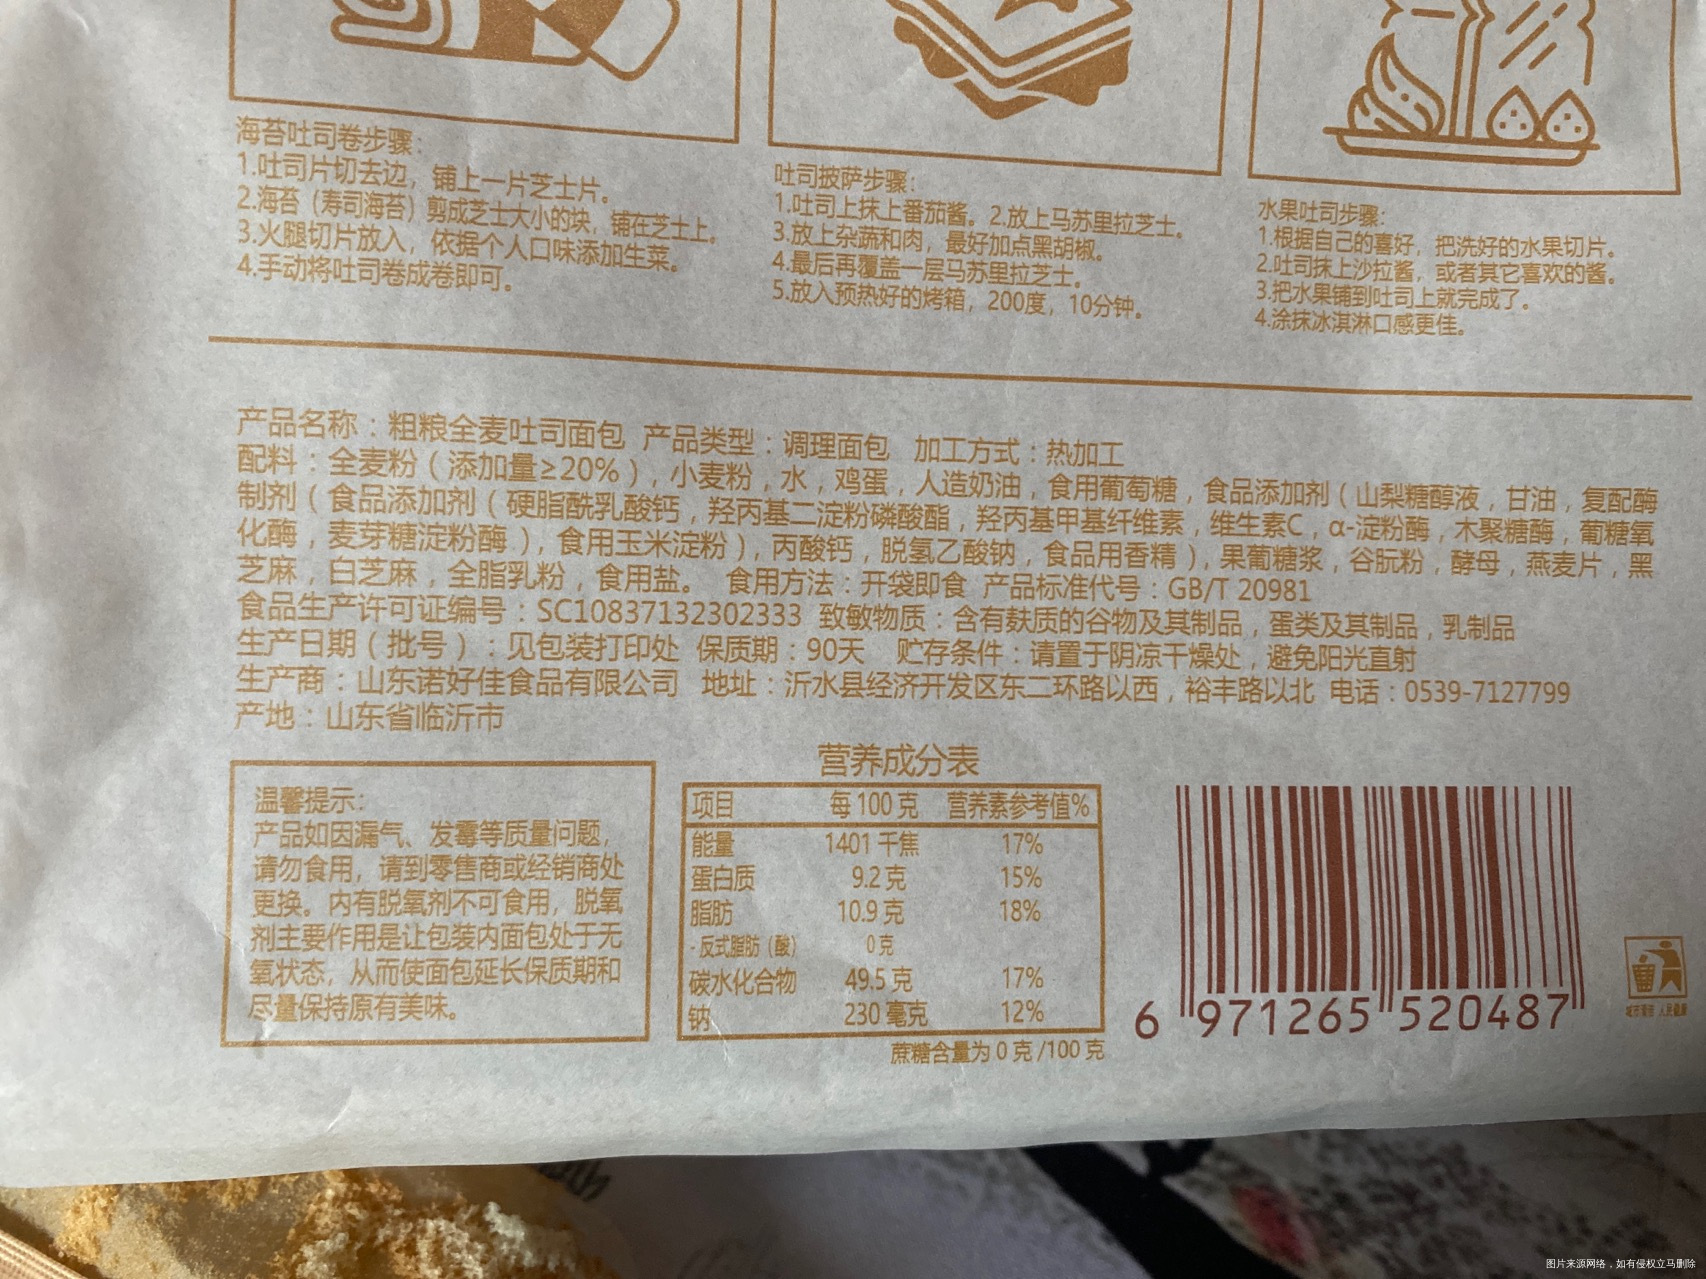 海苔吐司卷步骤：
1.吐司片切去边，铺上一片芝士片。
2.海苔（寿司海苔）剪成芝士大小的块，铺在芝士上。
3.火腿切片放入，依据个人口味添加生菜。
4.手动将吐司卷成卷即可。
吐司披萨步骤：
1.吐司上抹上番茄酱。2.放上马苏里拉芝士。
3.放上杂蔬和肉，最好加点黑胡椒。
4.最后再覆盖一层马苏里拉芝士。
5.放入预热好的烤箱，200度，10分钟。
水果吐司步骤：
1.根据自己的喜好，把洗好的水果切片。
2.吐司抹上沙拉酱，或者其它喜欢的酱。
3.把水果铺到吐司上就完成了。
4.涂抹冰淇淋口感更佳。
产品名称：粗粮全麦吐司面包 产品类型：调理面包 加工方式：热加工
配料：全麦粉（添加量≥20%），小麦粉，水，鸡蛋，人造奶油，食用葡萄糖，食品添加剂（山梨糖醇液，甘油，复配酶
制剂（食品添加剂（硬脂酰乳酸钙，羟丙基二淀粉磷酸酯，羟丙基甲基纤维素，维生素C，α-淀粉酶，木聚糖酶，葡糖氧
化酶，麦芽糖淀粉酶），食用玉米淀粉），丙酸钙，脱氢乙酸钠，食品用香精），果葡糖浆，谷朊粉，酵母，燕麦片，黑
芝麻，白芝麻，全脂乳粉，食用盐。 食用方法：开袋即食 产品标准代号：GB/T 20981
食品生产许可证编号：SC10837132302333 致敏物质：含有麸质的谷物及其制品，蛋类及其制品，乳制品
生产日期（批号）：见包装打印处 保质期：90天 贮存条件：请置于阴凉干燥处，避免阳光直射
生产商：山东诺好佳食品有限公司 地址：沂水县经济开发区东二环路以西，裕丰路以北 电话：0539-7127799
产地：山东省临沂市
温馨提示：
产品如因漏气、发霉等质量问题，
请勿食用，请到零售商或经销商处
更换。内有脱氧剂不可食用，脱氧
剂主要作用是让包装内面包处于无
氧状态，从而使面包延长保质期和
尽量保持原有美味。
营养成分表
项目 每100克 营养素参考值%
能量 1401千焦 17%
蛋白质 9.2克 15%
脂肪 10.9克 18%
-反式脂肪（酸） 0克
碳水化合物 49.5克 17%
钠 230毫克 12%
蔗糖含量为0克/100克
6 971265 520487
图片来源网络，如有侵权立马删除